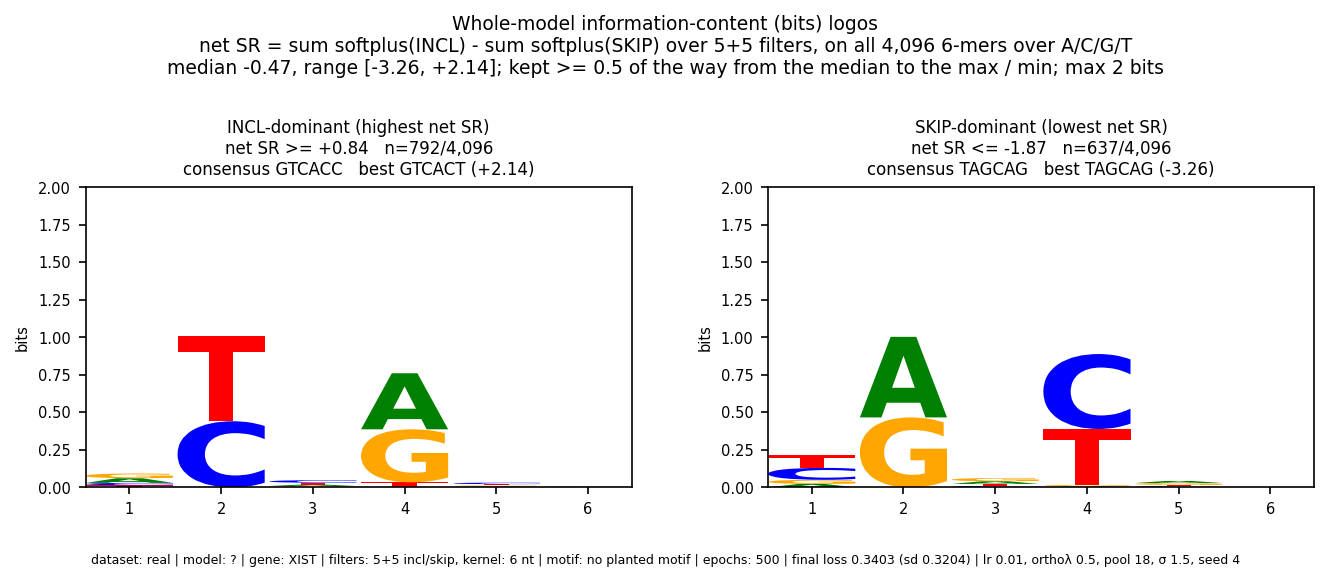 Whole-model information-content (bits) logos
net SR = sum softplus(INCL) - sum softplus(SKIP) over 5+5 filters, on all 4,096 6-mers over A/C/G/T
median -0.47, range [-3.26, +2.14]; kept >= 0.5 of the way from the median to the max / min; max 2 bits
INCL-dominant (highest net SR)
net SR >= +0.84   n=792/4,096
consensus GTCACC   best GTCACT (+2.14)
2.00
1.75
1.50
1.25
1.00
0.75
0.50
0.25
0.00
bits
T
C
A
G
1 2 3 4 5 6
SKIP-dominant (lowest net SR)
net SR <= -1.87   n=637/4,096
consensus TAGCAG   best TAGCAG (-3.26)
2.00
1.75
1.50
1.25
1.00
0.75
0.50
0.25
0.00
bits
T
C
A
G
C
T
1 2 3 4 5 6
dataset: real | model: ? | gene: XIST | filters: 5+5 incl/skip, kernel: 6 nt | motif: no planted motif | epochs: 500 | final loss 0.3403 (sd 0.3204) | lr 0.01, orthoλ 0.5, pool 18, σ 1.5, seed 4